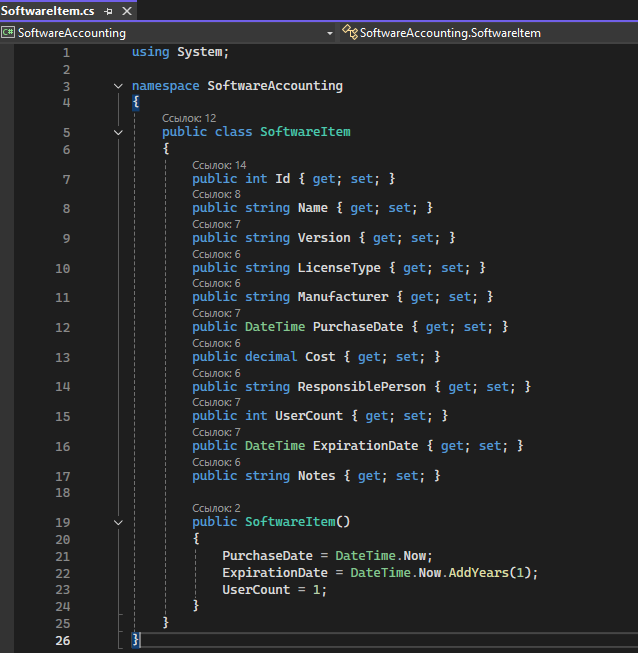 SoftwareItem.cs
C# SoftwareAccounting SoftwareAccounting.SoftwareItem
1 using System;
2
3 namespace SoftwareAccounting
4 {
Ссылок: 12
5 public class SoftwareItem
6 {
Ссылок: 14
7 public int Id { get; set; }
Ссылок: 8
8 public string Name { get; set; }
Ссылок: 7
9 public string Version { get; set; }
Ссылок: 6
10 public string LicenseType { get; set; }
Ссылок: 6
11 public string Manufacturer { get; set; }
Ссылок: 7
12 public DateTime PurchaseDate { get; set; }
Ссылок: 6
13 public decimal Cost { get; set; }
Ссылок: 6
14 public string ResponsiblePerson { get; set; }
Ссылок: 7
15 public int UserCount { get; set; }
Ссылок: 7
16 public DateTime ExpirationDate { get; set; }
Ссылок: 6
17 public string Notes { get; set; }
18
Ссылок: 2
19 public SoftwareItem()
20 {
21 PurchaseDate = DateTime.Now;
22 ExpirationDate = DateTime.Now.AddYears(1);
23 UserCount = 1;
24 }
25 }
26 }